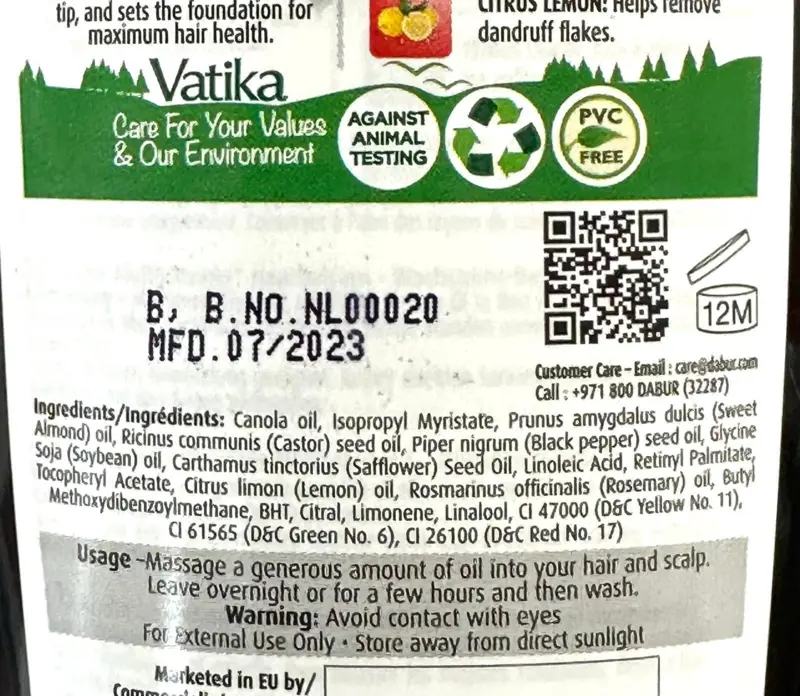 tip, and sets the foundation for
maximum hair health.
CITRUS LEMON: Helps remove
dandruff flakes.
Vatika
Care For Your Values
& Our Environment
AGAINST
ANIMAL
TESTING
PVC
FREE
B, B.NO.NL00020
MFD.07/2023
12M
Customer Care – Email : care@dabur.com
Call : +971 800 DABUR (32287)
Ingredients/Ingrédients: Canola oil, Isopropyl Myristate, Prunus amygdalus dulcis (Sweet
Almond) oil, Ricinus communis (Castor) seed oil, Piper nigrum (Black pepper) seed oil, Glycine
Soja (Soybean) oil, Carthamus tinctorius (Safflower) Seed Oil, Linoleic Acid, Retinyl Palmitate,
Tocopheryl Acetate, Citrus limon (Lemon) oil, Rosmarinus officinalis (Rosemary) oil, Butyl
Methoxydibenzoylmethane, BHT, Citral, Limonene, Linalool, CI 47000 (D&C Yellow No. 11),
CI 61565 (D&C Green No. 6), CI 26100 (D&C Red No. 17)
Usage –Massage a generous amount of oil into your hair and scalp.
Leave overnight or for a few hours and then wash.
Warning: Avoid contact with eyes
For External Use Only • Store away from direct sunlight
Marketed in EU by/